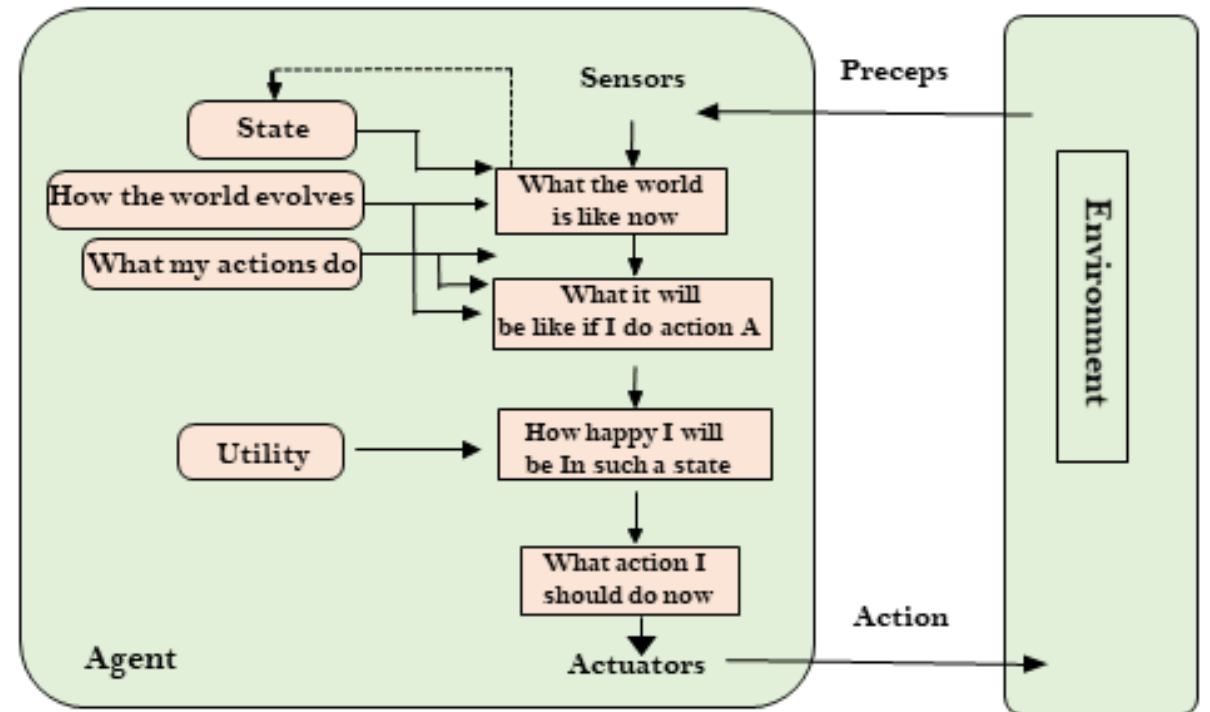 Sensors
Preceps
State
What the world
is like now
How the world evolves
What my actions do
What it will
be like if I do action A
Environment
How happy I will
be In such a state
Utility
What action I
should do now
Action
Agent
Actuators